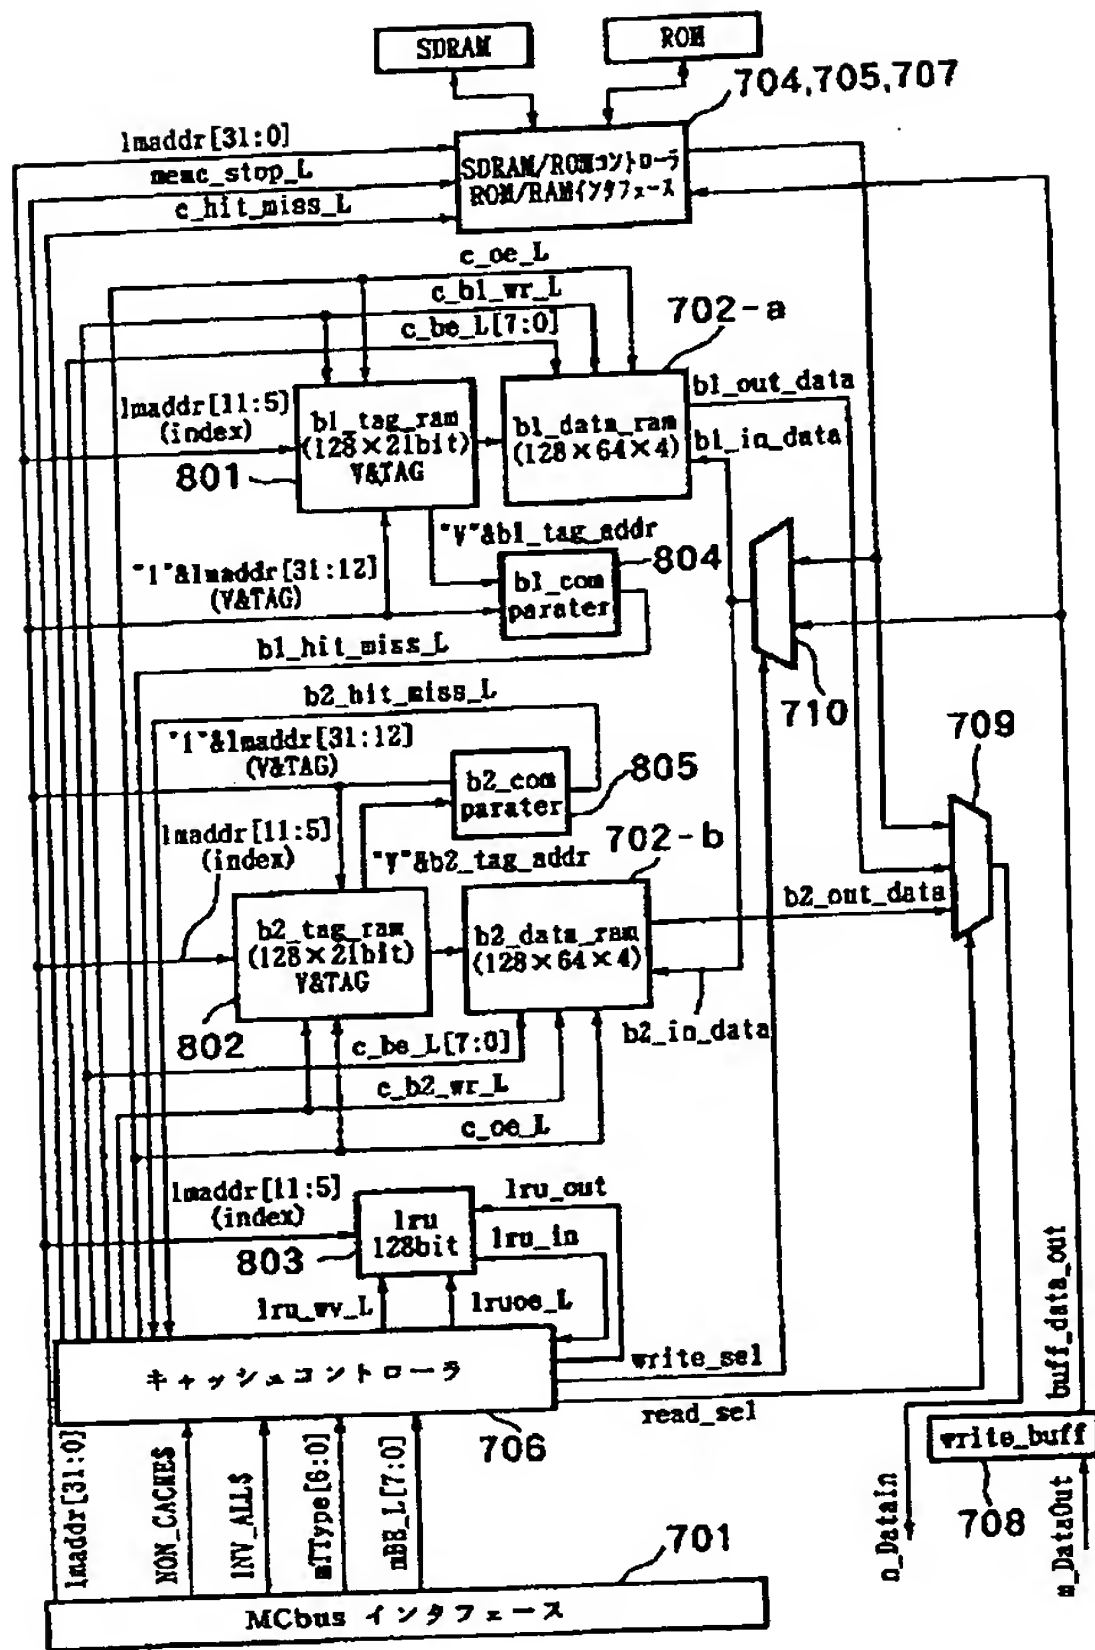 SDRAM
ROM
704,705,707
lmaddr[31:0]
memc_stop_L
c_hit_miss_L
SDRAM/ROMコントローラ
ROM/RAMインタフェース
c_oe_L
c_b1_wr_L
c_be_L[7:0]
702-a
b1_out_data
b1_in_data
lmaddr[11:5]
(index)
801
b1_tag_ram
(128×21bit)
V&TAG
b1_data_ram
(128×64×4)
"V"&b1_tag_addr
804
"1"&lmaddr[31:12]
(V&TAG)
b1_com
parater
b1_hit_miss_L
710
b2_hit_miss_L
"1"&lmaddr[31:12]
(V&TAG)
b2_com
parater
805
709
lmaddr[11:5]
(index)
"V"&b2_tag_addr
702-b
b2_out_data
b2_tag_ram
(128×21bit)
V&TAG
b2_data_ram
(128×64×4)
802
b2_in_data
c_be_L[7:0]
c_b2_wr_L
c_oe_L
lmaddr[11:5]
(index)
803
lru
128bit
lru_out
lru_in
lru_wv_L
lruoe_L
キャッシュコントローラ
706
write_sel
read_sel
buff_data_out
write_buff
708
lmaddr[31:0]
NON_CACHE$
INV_ALL$
mTType[6:0]
mBE_L[7:0]
n_DataIn
m_DataOut
701
MCbus インタフェース